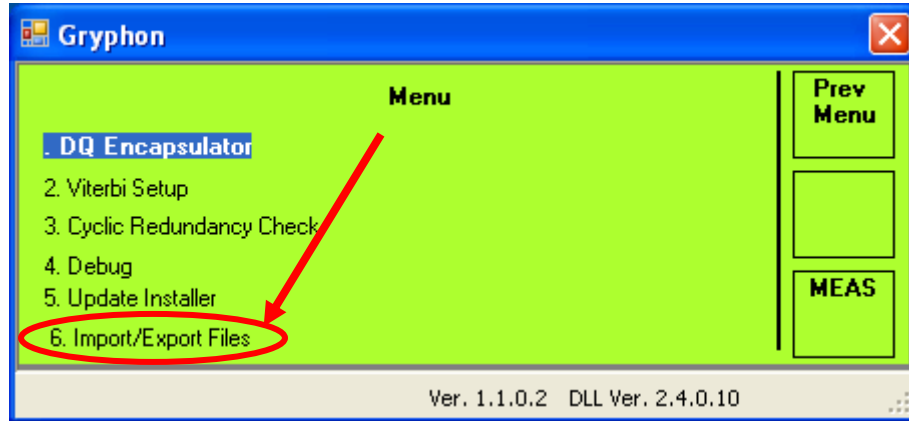 Gryphon
Menu
. DQ Encapsulator
2. Viterbi Setup
3. Cyclic Redundancy Check
4. Debug
5. Update Installer
6. Import/Export Files
Prev
Menu
MEAS
Ver. 1.1.0.2 DLL Ver. 2.4.0.10